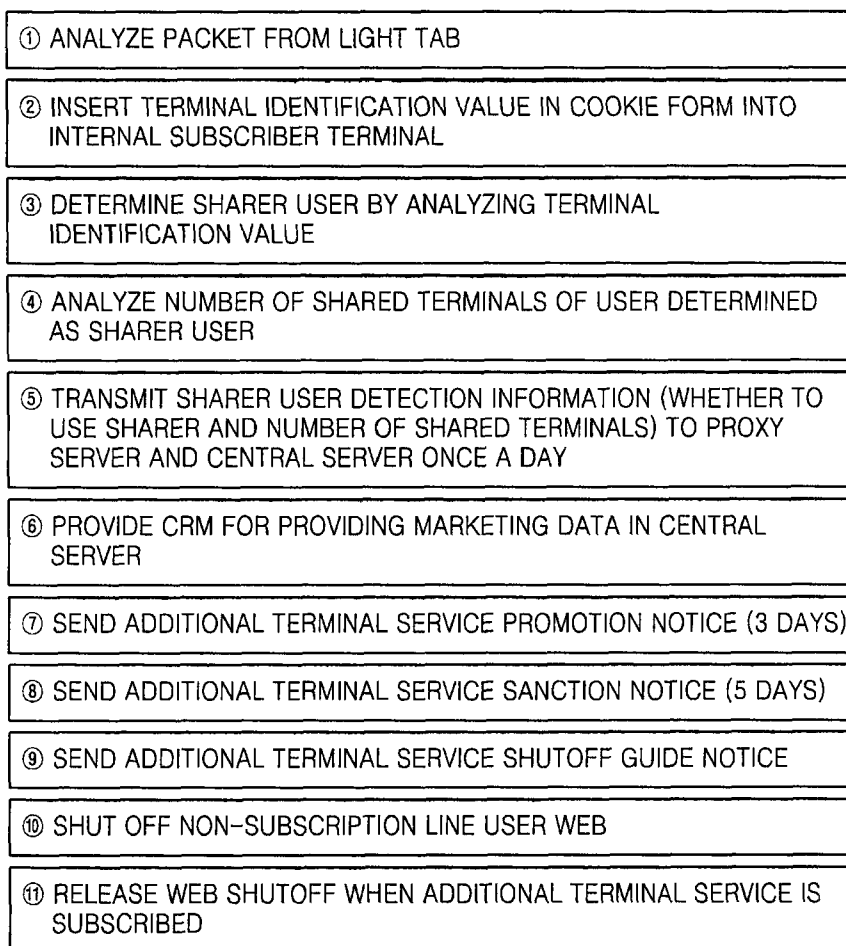 ① ANALYZE PACKET FROM LIGHT TAB
② INSERT TERMINAL IDENTIFICATION VALUE IN COOKIE FORM INTO
INTERNAL SUBSCRIBER TERMINAL
③ DETERMINE SHARER USER BY ANALYZING TERMINAL
IDENTIFICATION VALUE
④ ANALYZE NUMBER OF SHARED TERMINALS OF USER DETERMINED
AS SHARER USER
⑤ TRANSMIT SHARER USER DETECTION INFORMATION (WHETHER TO
USE SHARER AND NUMBER OF SHARED TERMINALS) TO PROXY
SERVER AND CENTRAL SERVER ONCE A DAY
⑥ PROVIDE CRM FOR PROVIDING MARKETING DATA IN CENTRAL
SERVER
⑦ SEND ADDITIONAL TERMINAL SERVICE PROMOTION NOTICE (3 DAYS)
⑧ SEND ADDITIONAL TERMINAL SERVICE SANCTION NOTICE (5 DAYS)
⑨ SEND ADDITIONAL TERMINAL SERVICE SHUTOFF GUIDE NOTICE
⑩ SHUT OFF NON-SUBSCRIPTION LINE USER WEB
⑪ RELEASE WEB SHUTOFF WHEN ADDITIONAL TERMINAL SERVICE IS
SUBSCRIBED